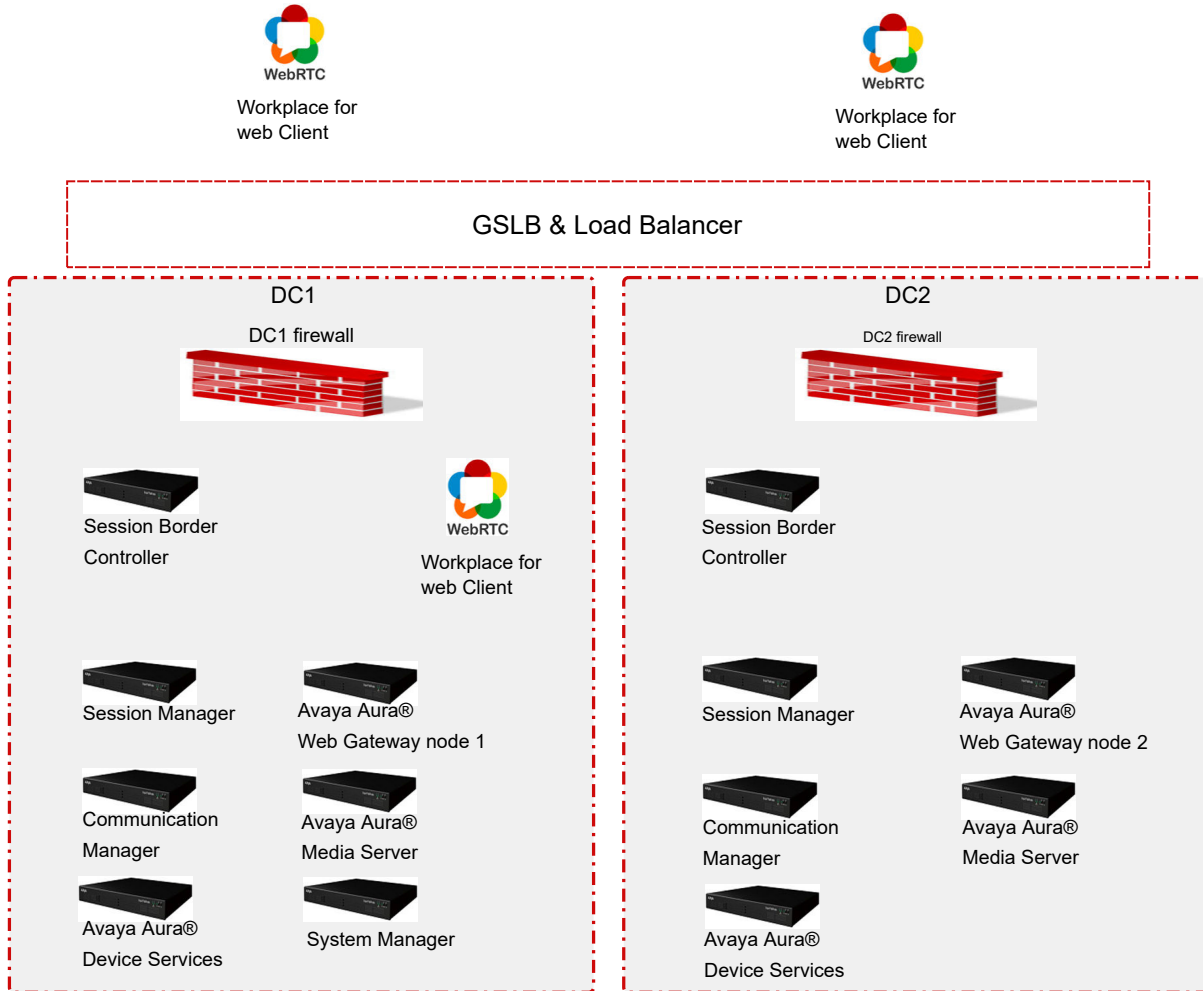 WebRTC
Workplace for
web Client
WebRTC
Workplace for
web Client
GSLB & Load Balancer
DC1
DC1 firewall
Session Border
Controller
WebRTC
Workplace for
web Client
Session Manager
Avaya Aura®
Web Gateway node 1
Communication
Manager
Avaya Aura®
Media Server
Avaya Aura®
Device Services
System Manager
DC2
DC2 firewall
Session Border
Controller
Session Manager
Avaya Aura®
Web Gateway node 2
Communication
Manager
Avaya Aura®
Media Server
Avaya Aura®
Device Services